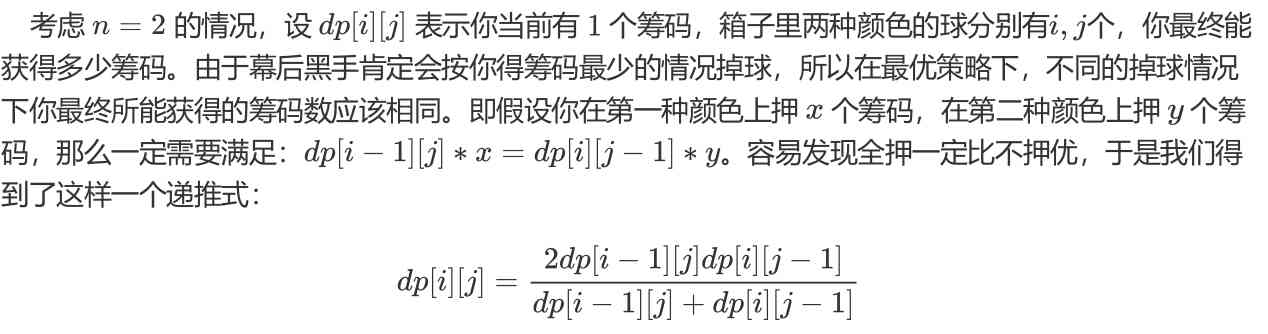 考虑 $n = 2$ 的情况，设 $dp[i][j]$ 表示你当前有 1 个筹码，箱子里两种颜色的球分别有$i, j$个，你最终能
获得多少筹码。由于幕后黑手肯定会按你得筹码最少的情况掉球，所以在最优策略下，不同的掉球情况
下你最终所能获得的筹码数应该相同。即假设你在第一种颜色上押 $x$ 个筹码，在第二种颜色上押 $y$ 个筹
码，那么一定需要满足：$dp[i-1][j] * x = dp[i][j-1] * y$。容易发现全押一定比不押优，于是我们得
到了这样一个递推式：
$dp[i][j] = \frac{2dp[i-1][j]dp[i][j-1]}{dp[i-1][j] + dp[i][j-1]}$